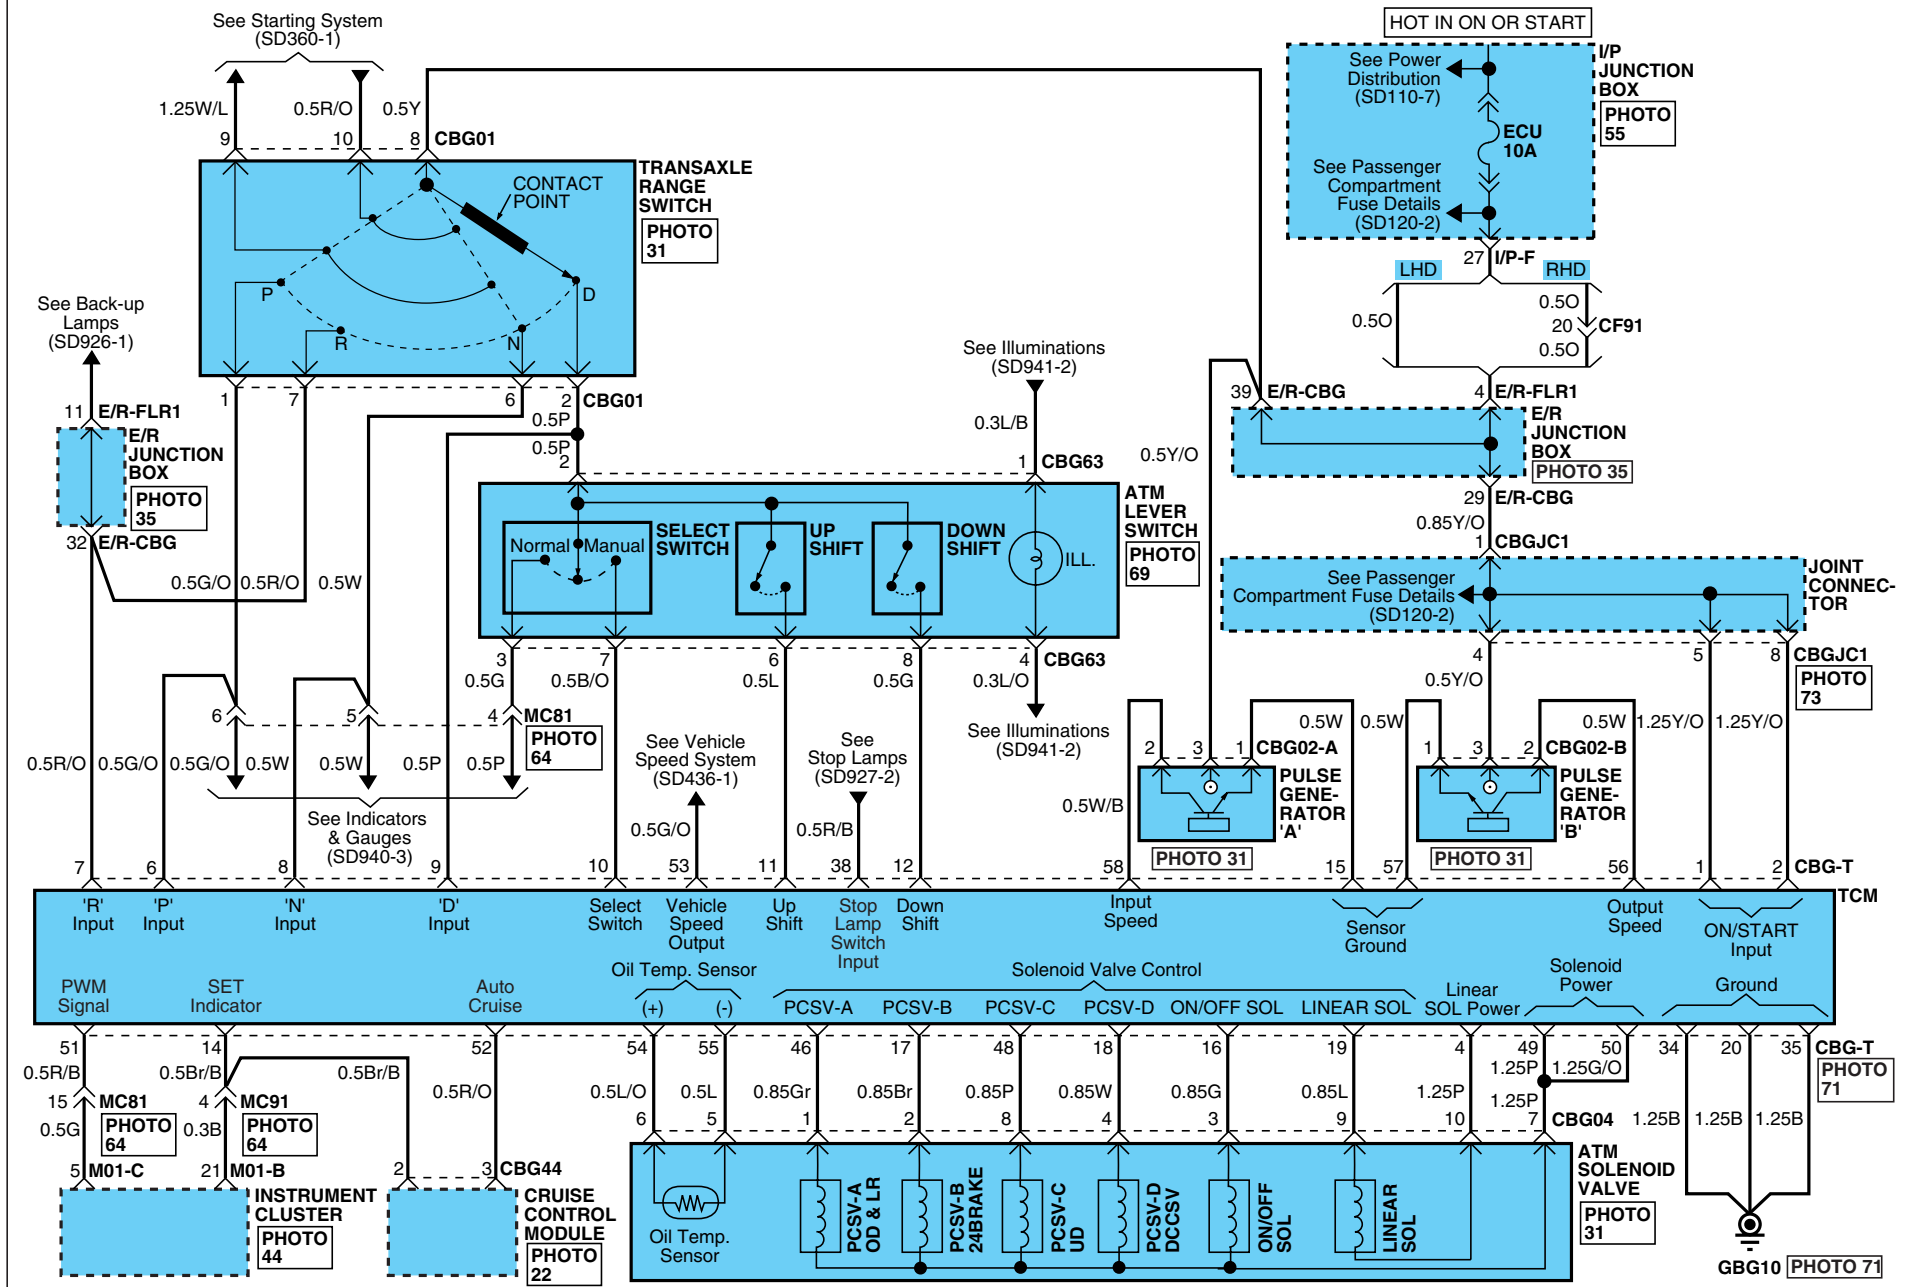 See Starting System
(SD360-1)
HOT IN ON OR START
1.25W/L
0.5R/O
0.5Y
9
10
8
CBG01
TRANSAXLE
RANGE
SWITCH
PHOTO
31
CONTACT
POINT
P
R
N
D
1
7
6
2
CBG01
See Power
Distribution
(SD110-7)
ECU
10A
See Passenger
Compartment
Fuse Details
(SD120-2)
I/P
JUNCTION
BOX
PHOTO
55
27
I/P-F
LHD
RHD
0.5O
0.5O
20
CF91
0.5O
See Back-up
Lamps
(SD926-1)
11
E/R-FLR1
E/R
JUNCTION
BOX
PHOTO
35
32
E/R-CBG
0.5P
0.5P
See Illuminations
(SD941-2)
0.3L/B
39
E/R-CBG
4
E/R-FLR1
E/R
JUNCTION
BOX
PHOTO 35
29
E/R-CBG
0.85Y/O
1
CBGJC1
0.5Y/O
2
1
CBG63
ATM
LEVER
SWITCH
PHOTO
69
SELECT
SWITCH
Normal
Manual
UP
SHIFT
DOWN
SHIFT
ILL.
0.5G/O
0.5R/O
0.5W
See Passenger
Compartment Fuse Details
(SD120-2)
JOINT
CONNEC-
TOR
3
7
6
8
4
CBG63
0.5G
0.5B/O
0.5L
0.5G
0.3L/O
4
5
8
CBGJC1
PHOTO
73
0.5Y/O
6
5
4
MC81
PHOTO
64
See Vehicle
Speed System
(SD436-1)
See
Stop Lamps
(SD927-2)
See Illuminations
(SD941-2)
0.5W
0.5W
0.5W
1.25Y/O
1.25Y/O
0.5R/O
0.5G/O
0.5G/O
0.5W
0.5W
0.5P
0.5P
2
3
1
CBG02-A
PULSE
GENE-
RATOR
'A'
PHOTO 31
1
3
2
CBG02-B
PULSE
GENE-
RATOR
'B'
PHOTO 31
See Indicators
& Gauges
(SD940-3)
0.5G/O
0.5R/B
0.5W/B
7
6
8
9
10
53
11
38
12
58
15
57
56
1
2
CBG-T
TCM
'R'
Input
'P'
Input
'N'
Input
'D'
Input
Select
Switch
Vehicle
Speed
Output
Up
Shift
Stop
Lamp
Switch
Input
Down
Shift
Input
Speed
Sensor
Ground
Output
Speed
ON/START
Input
PWM
Signal
SET
Indicator
Auto
Cruise
Oil Temp. Sensor
(+)
(-)
Solenoid Valve Control
PCSV-A
PCSV-B
PCSV-C
PCSV-D
ON/OFF SOL
LINEAR SOL
Linear
SOL Power
Solenoid
Power
Ground
51
14
52
54
55
46
17
48
18
16
19
4
49
50
34
20
35
CBG-T
PHOTO
71
0.5R/B
0.5Br/B
0.5Br/B
0.5R/O
0.5L/O
0.5L
0.85Gr
0.85Br
0.85P
0.85W
0.85G
0.85L
1.25P
1.25P
1.25G/O
1.25P
1.25B
1.25B
1.25B
15
MC81
PHOTO
64
4
MC91
PHOTO
64
0.5G
0.3B
5
M01-C
21
M01-B
2
3
CBG44
6
5
1
2
8
4
3
9
10
7
CBG04
INSTRUMENT
CLUSTER
PHOTO
44
CRUISE
CONTROL
MODULE
PHOTO
22
Oil Temp.
Sensor
PCSV-A
OD & LR
PCSV-B
24BRAKE
PCSV-C
UD
PCSV-D
DCCSV
ON/OFF
SOL
LINEAR
SOL
ATM
SOLENOID
VALVE
PHOTO
31
GBG10
PHOTO 71